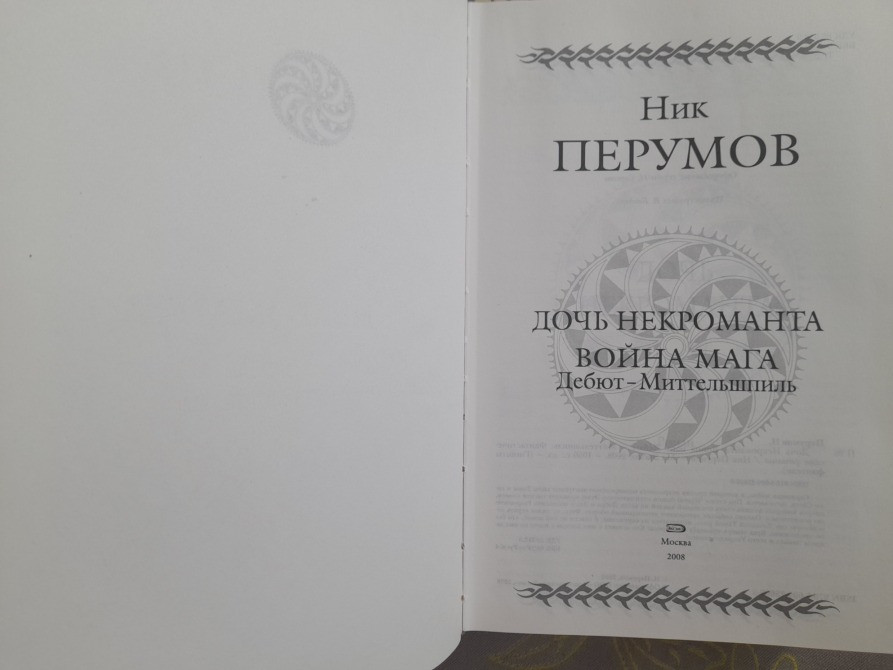 Ник
ПЕРУМОВ
ДОЧЬ НЕКРОМАНТА
ВОЙНА МАГА
Дебют – Миттельшпиль
Москва
2008